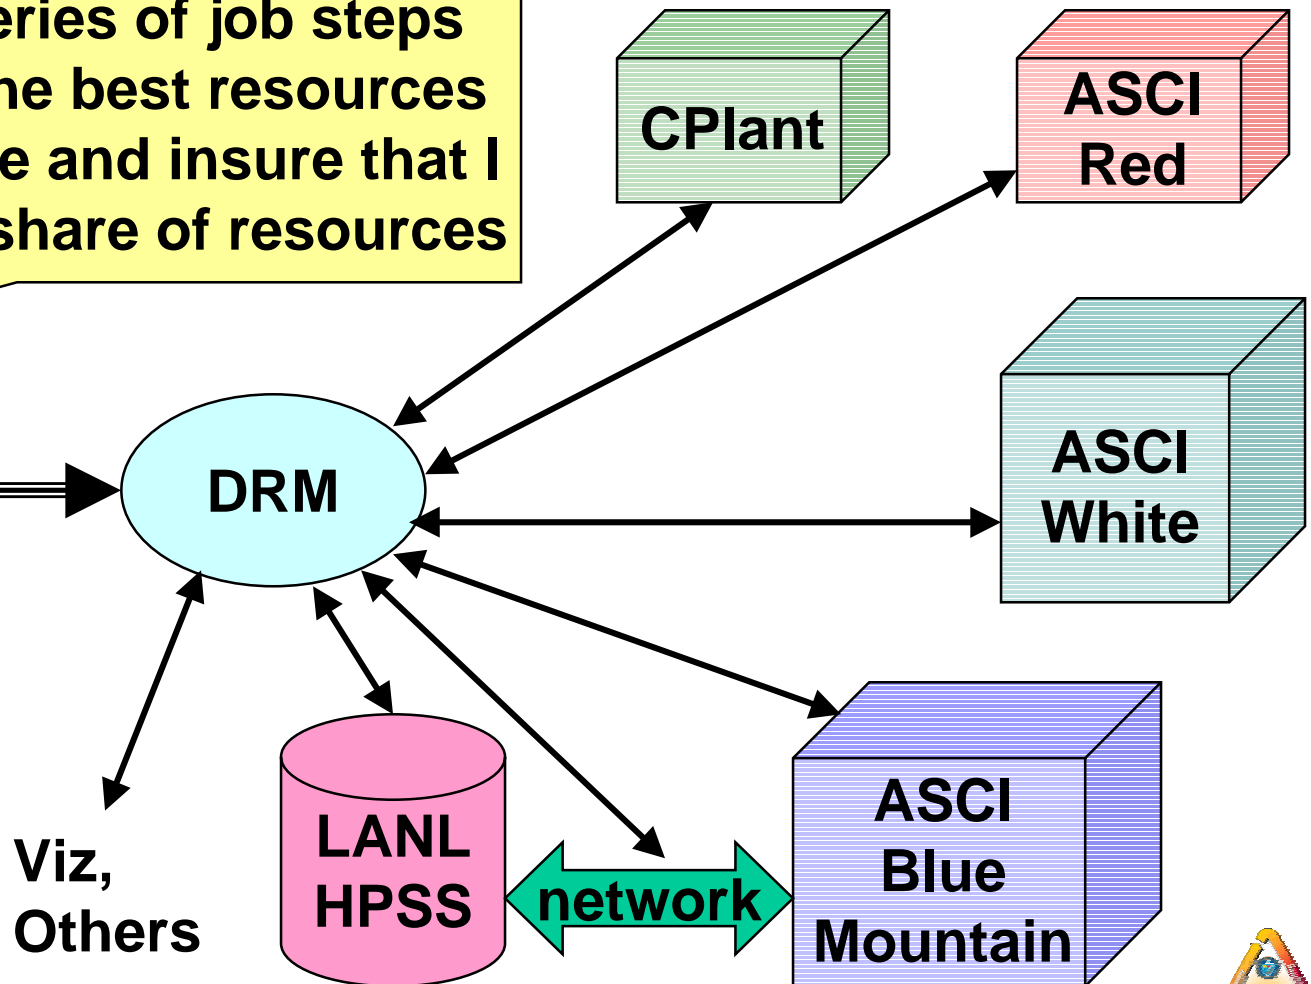 eries of job steps
he best resources
e and insure that I
share of resources
CPlant
ASCI
Red
ASCI
White
DRM
Viz,
Others
LANL
HPSS
network
ASCI
Blue
Mountain